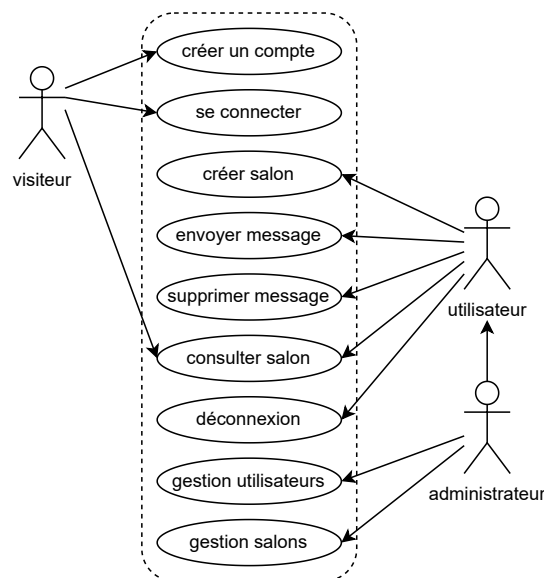 créer un compte
se connecter
visiteur
créer salon
envoyer message
supprimer message
utilisateur
consulter salon
déconnexion
gestion utilisateurs
administrateur
gestion salons